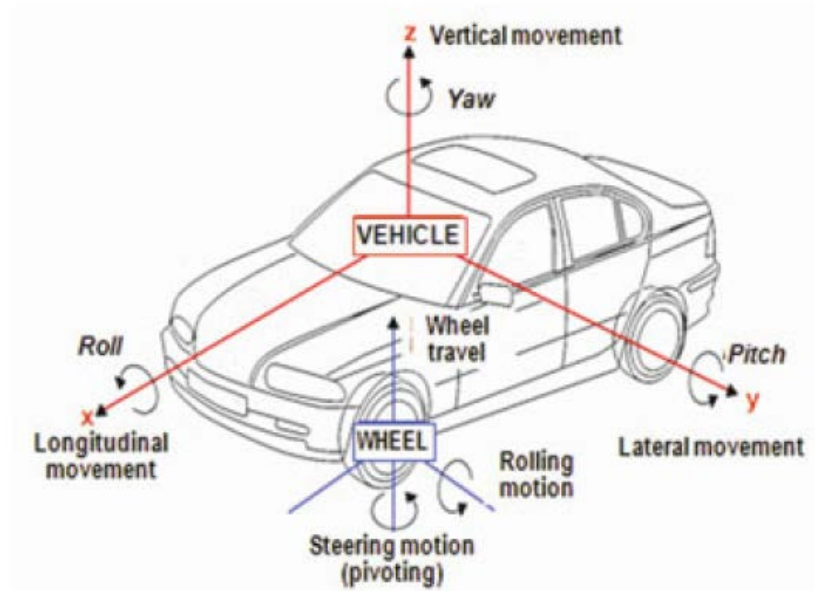 z Vertical movement
Yaw
VEHICLE
Wheel
travel
Roll
Pitch
x
y
Longitudinal
movement
WHEEL
Lateral movement
Rolling
motion
Steering motion
(pivoting)